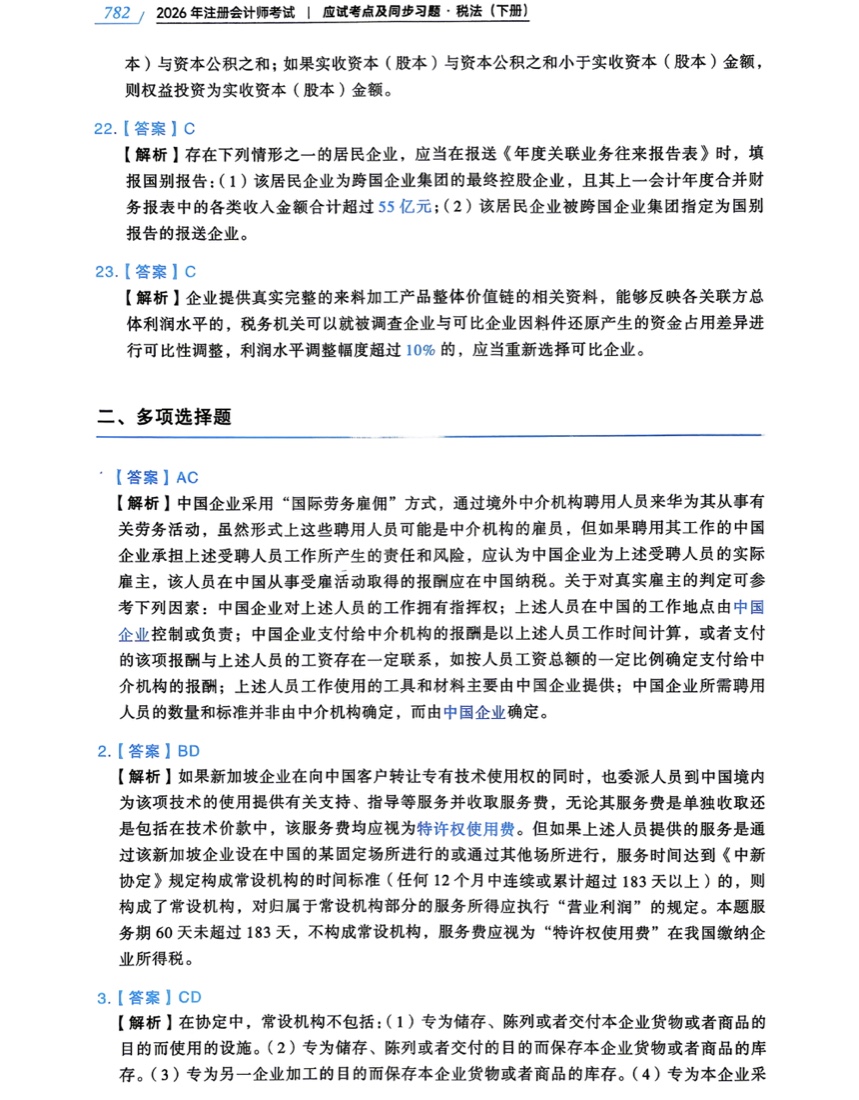 782 2026 年注册会计师考试 | 应试考点及同步习题·税法（下册）
本）与资本公积之和；如果实收资本（股本）与资本公积之和小于实收资本（股本）金额，
则权益投资为实收资本（股本）金额。
22.【答案】C
【解析】存在下列情形之一的居民企业，应当在报送《年度关联业务往来报告表》时，填
报国别报告：（1）该居民企业为跨国企业集团的最终控股企业，且其上一会计年度合并财
务报表中的各类收入金额合计超过 55 亿元；（2）该居民企业被跨国企业集团指定为国别
报告的报送企业。
23.【答案】C
【解析】企业提供真实完整的来料加工产品整体价值链的相关资料，能够反映各关联方总
体利润水平的，税务机关可以就被调查企业与可比企业因料件还原产生的资金占用差异进
行可比性调整，利润水平调整幅度超过 10% 的，应当重新选择可比企业。
二、多项选择题
【答案】AC
【解析】中国企业采用“国际劳务雇佣”方式，通过境外中介机构聘用人员来华为其从事有
关劳务活动，虽然形式上这些聘用人员可能是中介机构的雇员，但如果聘用其工作的中国
企业承担上述受聘人员工作所产生的责任和风险，应认为中国企业为上述受聘人员的实际
雇主，该人员在中国从事受雇活动取得的报酬应在中国纳税。关于对真实雇主的判定可参
考下列因素：中国企业对上述人员的工作拥有指挥权；上述人员在中国的工作地点由中国
企业控制或负责；中国企业支付给中介机构的报酬是以上述人员工作时间计算，或者支付
的该项报酬与上述人员的工资存在一定联系，如按人员工资总额的一定比例确定支付给中
介机构的报酬；上述人员工作使用的工具和材料主要由中国企业提供；中国企业所需聘用
人员的数量和标准并非由中介机构确定，而由中国企业确定。
2.【答案】BD
【解析】如果新加坡企业在向中国客户转让专有技术使用权的同时，也委派人员到中国境内
为该项技术的使用提供有关支持、指导等服务并收取服务费，无论其服务费是单独收取还
是包括在技术价款中，该服务费均应视为特许权使用费。但如果上述人员提供的服务是通
过该新加坡企业设在中国的某固定场所进行的或通过其他场所进行，服务时间达到《中新
协定》规定构成常设机构的时间标准（任何 12 个月中连续或累计超过 183 天以上）的，则
构成了常设机构，对归属于常设机构部分的服务所得应执行“营业利润”的规定。本题服
务期 60 天未超过 183 天，不构成常设机构，服务费应视为“特许权使用费”在我国缴纳企
业所得税。
3.【答案】CD
【解析】在协定中，常设机构不包括：（1）专为储存、陈列或者交付本企业货物或者商品的
目的而使用的设施。（2）专为储存、陈列或者交付的目的而保存本企业货物或者商品的库
存。（3）专为另一企业加工的目的而保存本企业货物或者商品的库存。（4）专为本企业采